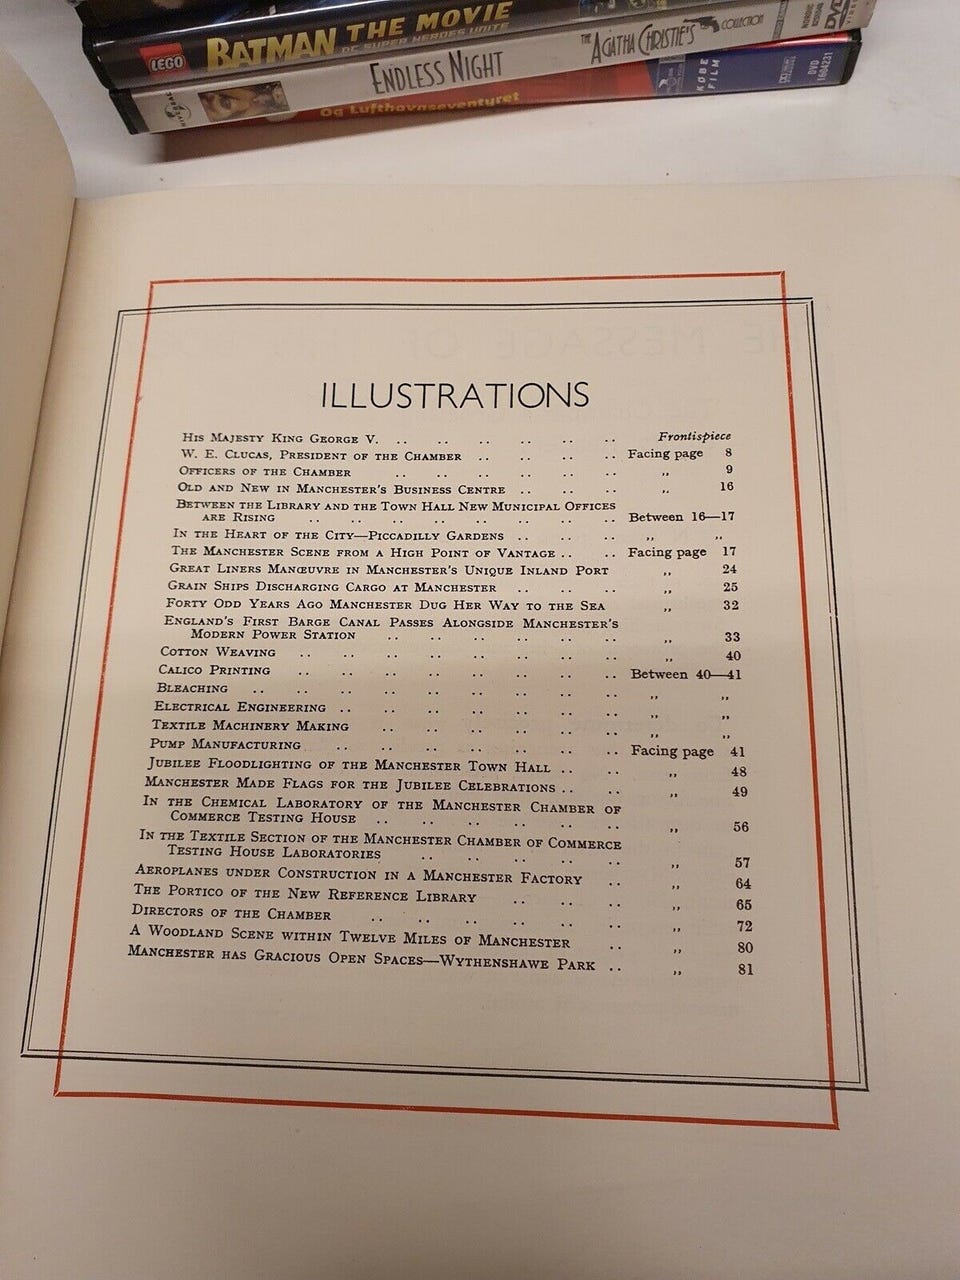 LEGO BATMAN THE MOVIE
DC SUPER HEROES UNITE
ENDLESS NIGHT THE AGATHA CHRISTIE'S COLLECTION
Og Lufthavnseventyret KØBE FILM DVD 1604231
ILLUSTRATIONS
HIS MAJESTY KING GEORGE V. .. .. .. .. .. .. Frontispiece
W. E. CLUCAS, PRESIDENT OF THE CHAMBER .. .. .. .. Facing page 8
OFFICERS OF THE CHAMBER .. .. .. .. .. .. ,, 9
OLD AND NEW IN MANCHESTER'S BUSINESS CENTRE .. .. .. ,, 16
BETWEEN THE LIBRARY AND THE TOWN HALL NEW MUNICIPAL OFFICES
ARE RISING .. .. .. .. .. .. .. .. Between 16—17
IN THE HEART OF THE CITY—PICCADILLY GARDENS .. .. .. ,, ,,
THE MANCHESTER SCENE FROM A HIGH POINT OF VANTAGE .. .. Facing page 17
GREAT LINERS MANŒUVRE IN MANCHESTER'S UNIQUE INLAND PORT ,, 24
GRAIN SHIPS DISCHARGING CARGO AT MANCHESTER .. .. .. ,, 25
FORTY ODD YEARS AGO MANCHESTER DUG HER WAY TO THE SEA ,, 32
ENGLAND'S FIRST BARGE CANAL PASSES ALONGSIDE MANCHESTER'S
MODERN POWER STATION .. .. .. .. .. .. ,, 33
COTTON WEAVING .. .. .. .. .. .. .. ,, 40
CALICO PRINTING .. .. .. .. .. .. .. Between 40—41
BLEACHING .. .. .. .. .. .. .. .. ,, ,,
ELECTRICAL ENGINEERING .. .. .. .. .. .. .. ,, ,,
TEXTILE MACHINERY MAKING .. .. .. .. .. .. ,, ,,
PUMP MANUFACTURING .. .. .. .. .. .. .. Facing page 41
JUBILEE FLOODLIGHTING OF THE MANCHESTER TOWN HALL .. .. ,, 48
MANCHESTER MADE FLAGS FOR THE JUBILEE CELEBRATIONS .. .. ,, 49
IN THE CHEMICAL LABORATORY OF THE MANCHESTER CHAMBER OF
COMMERCE TESTING HOUSE .. .. .. .. .. .. ,, 56
IN THE TEXTILE SECTION OF THE MANCHESTER CHAMBER OF COMMERCE
TESTING HOUSE LABORATORIES .. .. .. .. .. ,, 57
AEROPLANES UNDER CONSTRUCTION IN A MANCHESTER FACTORY .. ,, 64
THE PORTICO OF THE NEW REFERENCE LIBRARY .. .. .. ,, 65
DIRECTORS OF THE CHAMBER .. .. .. .. .. .. ,, 72
A WOODLAND SCENE WITHIN TWELVE MILES OF MANCHESTER .. ,, 80
MANCHESTER HAS GRACIOUS OPEN SPACES—WYTHENSHAWE PARK .. ,, 81